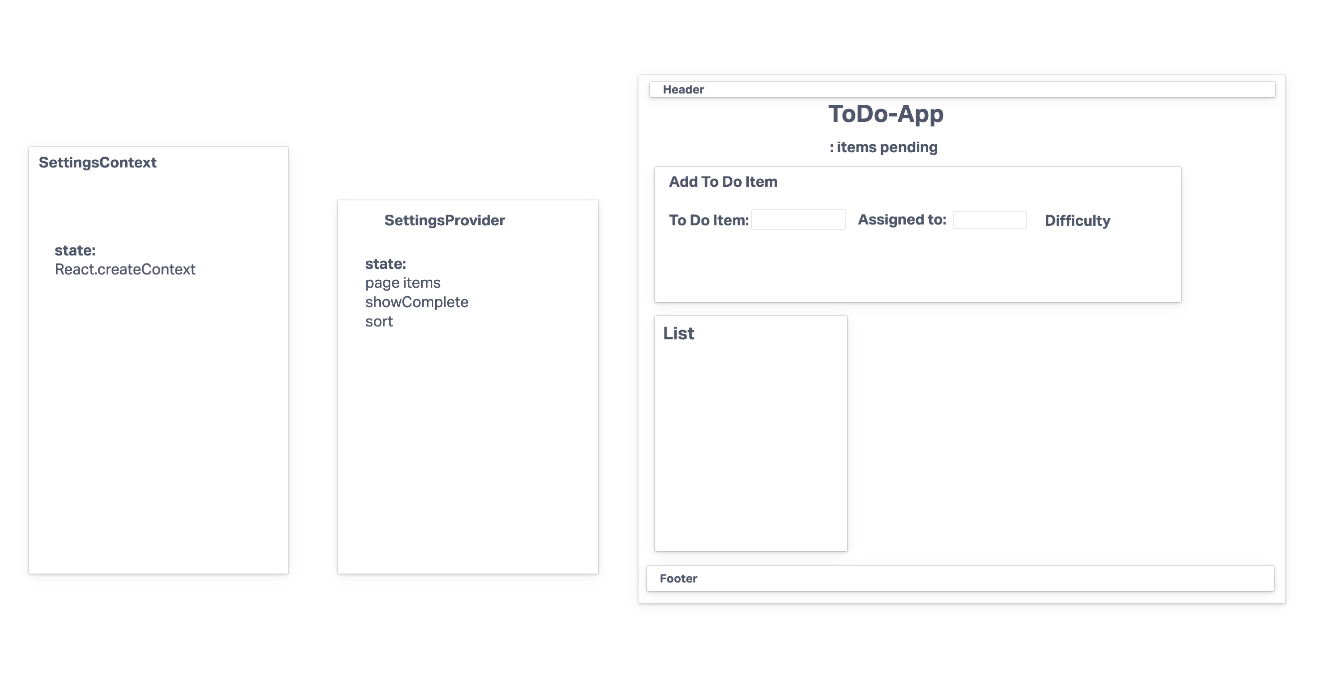 SettingsContext
state:
React.createContext
SettingsProvider
state:
page items
showComplete
sort
Header
ToDo-App
: items pending
Add To Do Item
To Do Item: Assigned to: Difficulty
List
Footer